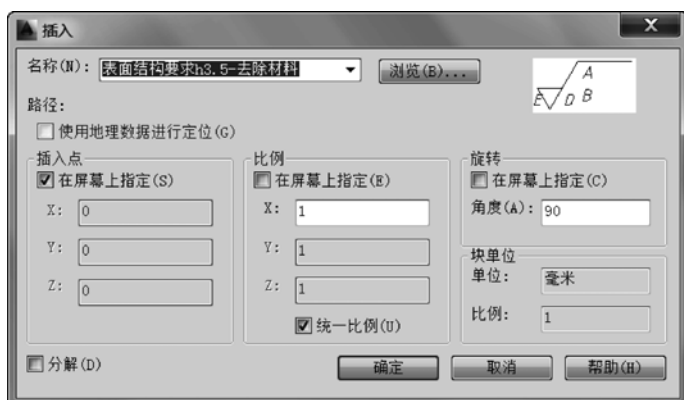 插入
名称(N): 表面结构要求h3.5-去除材料 浏览(B)...
A
E D B
路径:
使用地理数据进行定位(G)
插入点
在屏幕上指定(S)
X: 0
Y: 0
Z: 0
比例
在屏幕上指定(E)
X: 1
Y: 1
Z: 1
统一比例(U)
旋转
在屏幕上指定(C)
角度(A): 90
块单位
单位: 毫米
比例: 1
分解(D) 确定 取消 帮助(H)